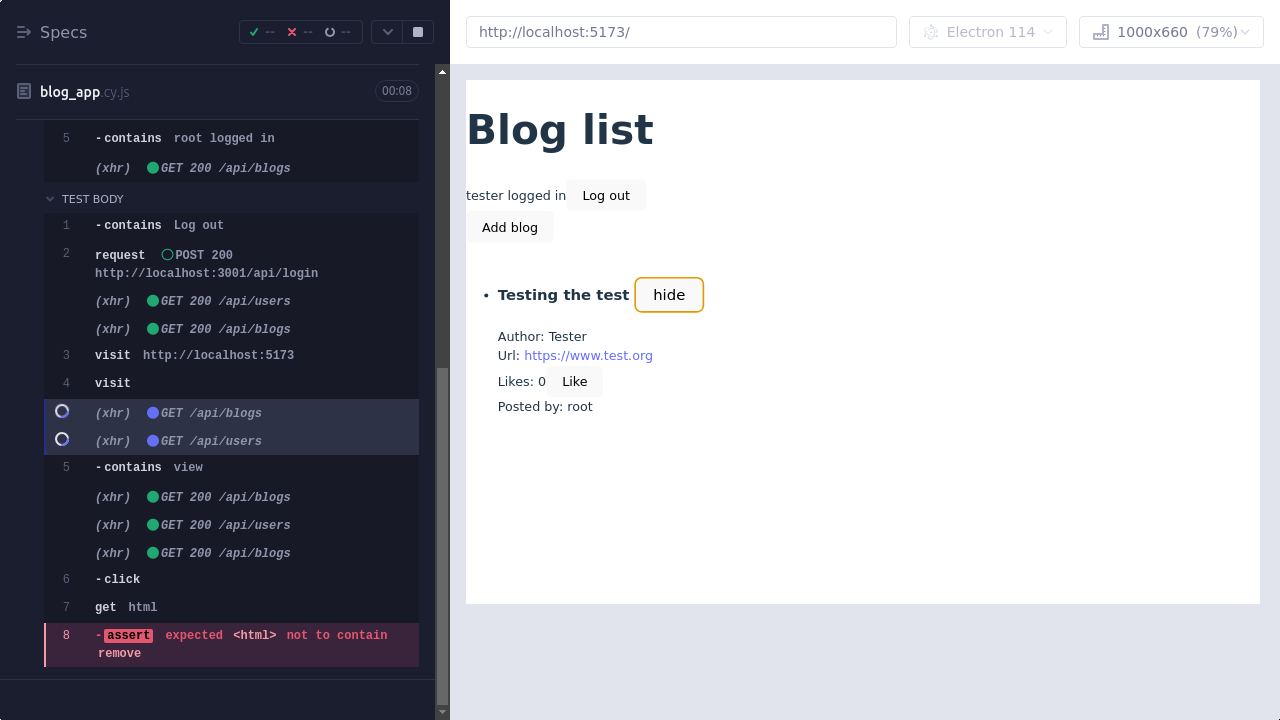 Specs
-- -- --
blog_app.cy.js 00:08
5 -contains root logged in
(xhr) GET 200 /api/blogs
TEST BODY
1 -contains Log out
2 request POST 200
http://localhost:3001/api/login
(xhr) GET 200 /api/users
(xhr) GET 200 /api/blogs
3 visit http://localhost:5173
4 visit
(xhr) GET /api/blogs
(xhr) GET /api/users
5 -contains view
(xhr) GET 200 /api/blogs
(xhr) GET 200 /api/users
(xhr) GET 200 /api/blogs
6 -click
7 get html
8 -assert expected <html> not to contain
remove
http://localhost:5173/ Electron 114 1000x660 (79%)
Blog list
tester logged in Log out
Add blog
• Testing the test hide
Author: Tester
Url: https://www.test.org
Likes: 0 Like
Posted by: root